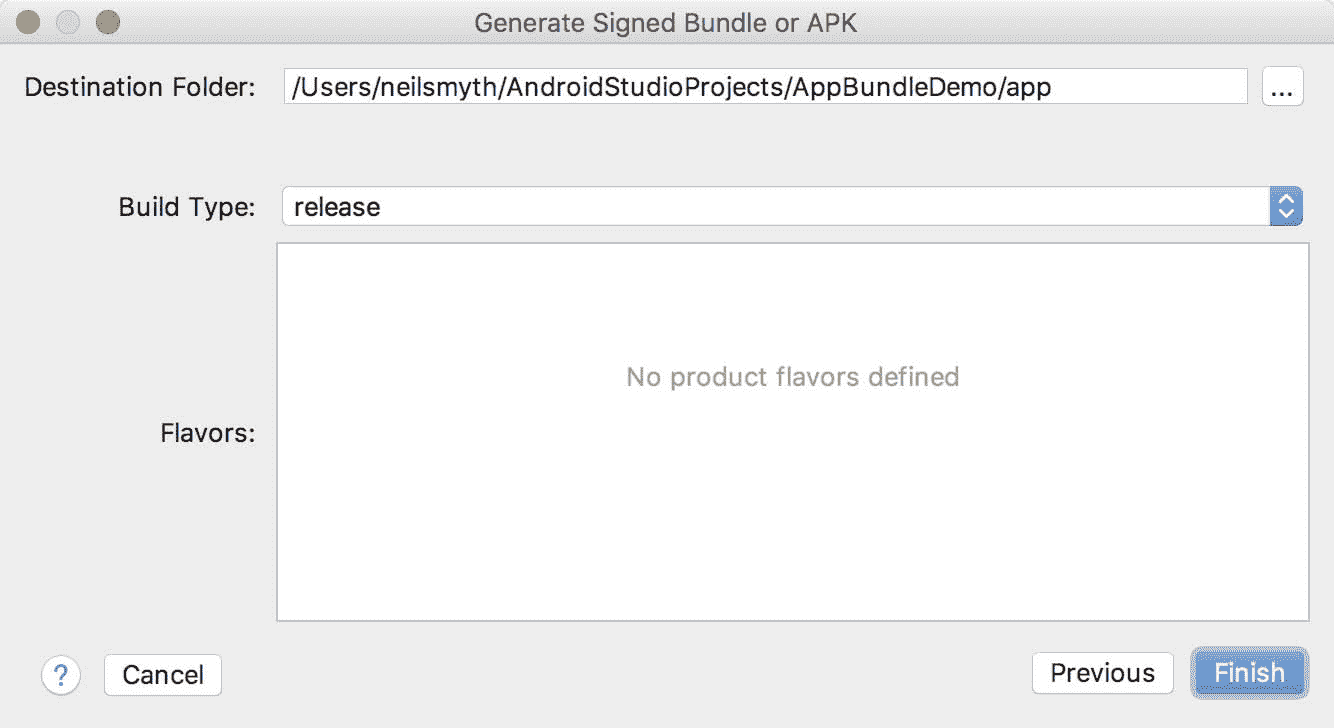 Generate Signed Bundle or APK
Destination Folder: /Users/neilsmyth/AndroidStudioProjects/AppBundleDemo/app ...
Build Type: release
No product flavors defined
Flavors:
? Cancel Previous Finish